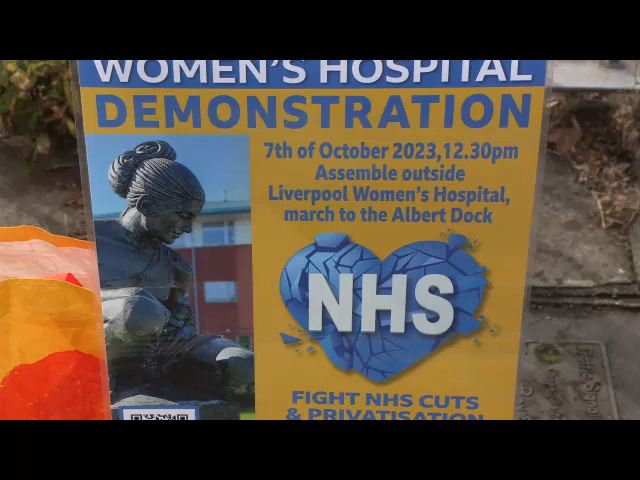 WOMEN'S HOSPITAL
DEMONSTRATION
7th of October 2023,12.30pm
Assemble outside
Liverpool Women's Hospital,
march to the Albert Dock
NHS
FIGHT NHS CUTS
& PRIVATISATION